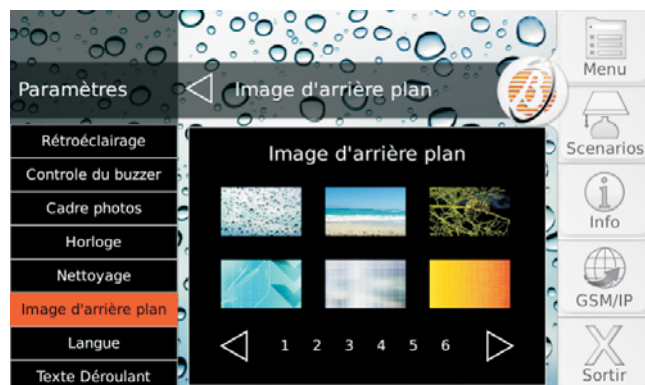 Paramètres
Image d'arrière plan
Rétroéclairage
Controle du buzzer
Cadre photos
Horloge
Nettoyage
Image d'arrière plan
Langue
Texte Déroulant
Image d'arrière plan
1 2 3 4 5 6
Menu
Scenarios
Info
GSM/IP
Sortir